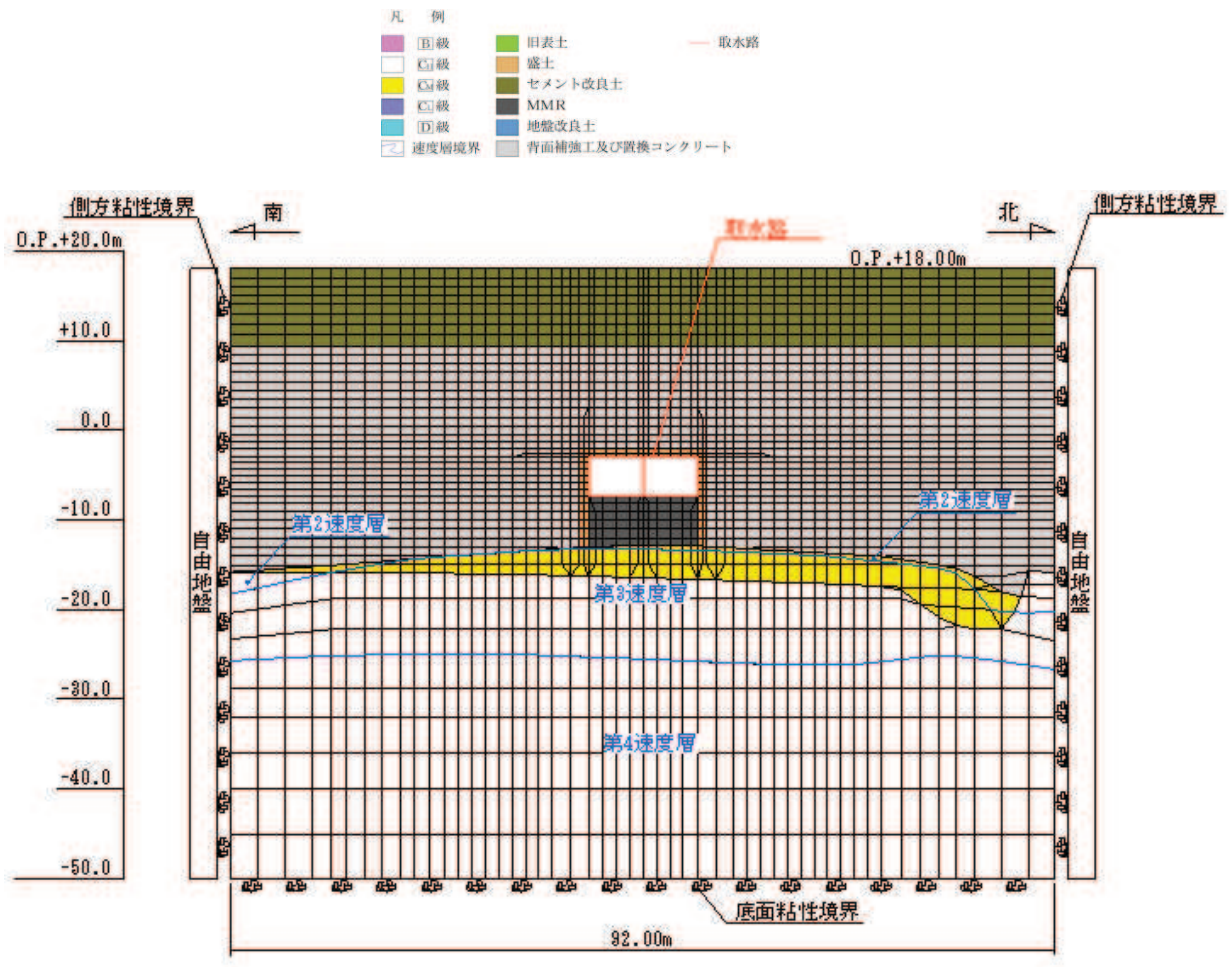 凡 例
B級
CH級
CM級
CL級
D級
速度層境界
旧表土
盛土
セメント改良土
MMR
地盤改良土
背面補強工及び置換コンクリート
取水路
側方粘性境界
南
取水路
北
側方粘性境界
O.P.+20.0m
O.P.+18.00m
+10.0
0.0
-10.0
第2速度層
第2速度層
自由地盤
自由地盤
-20.0
第3速度層
-30.0
第4速度層
-40.0
-50.0
底面粘性境界
92.00m